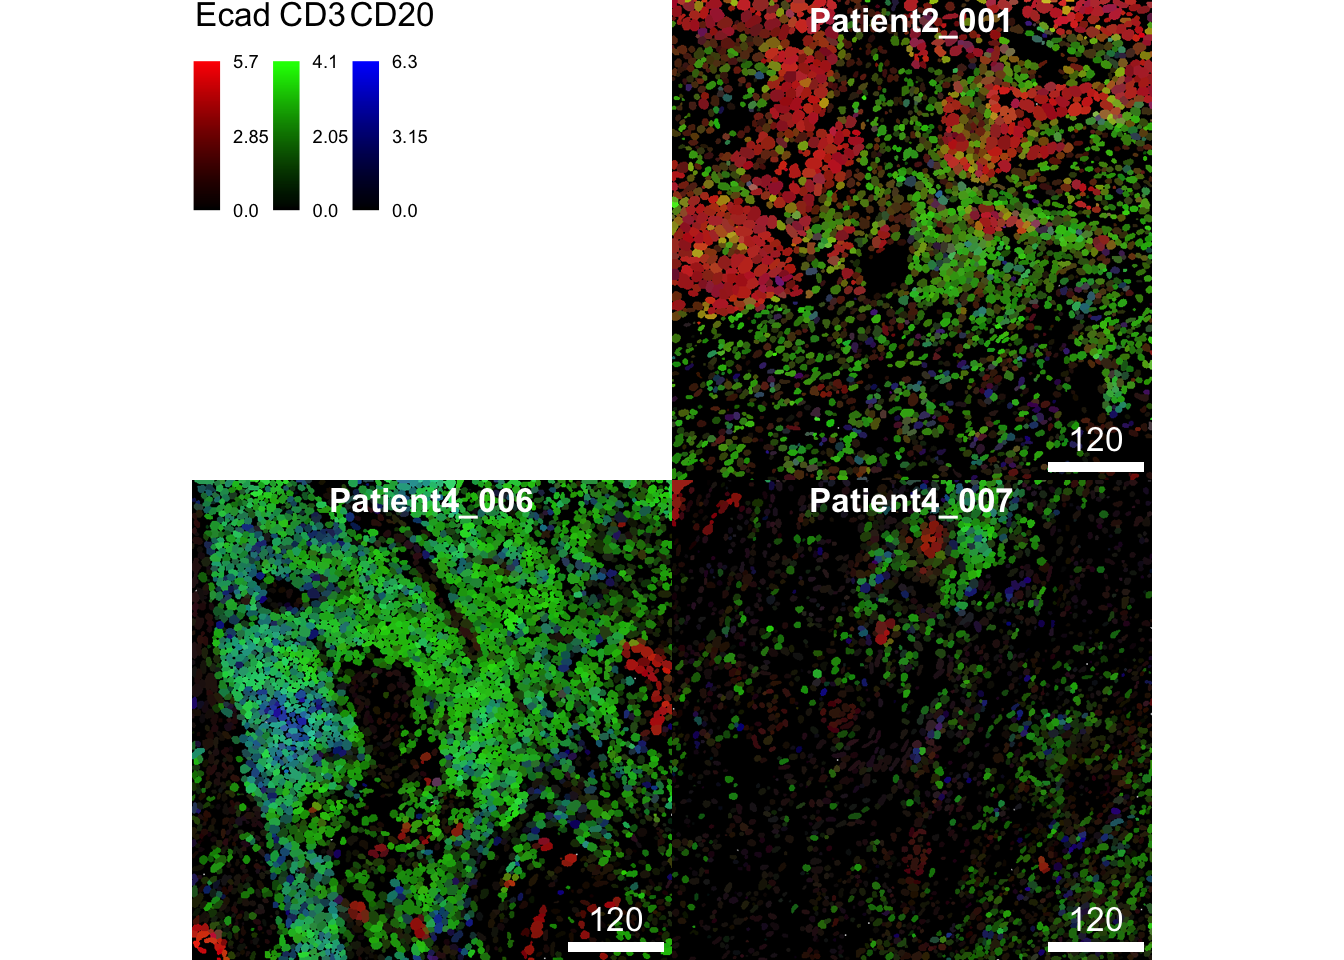 Ecad CD3 CD20
5.7 4.1 6.3
2.85 2.05 3.15
0.0 0.0 0.0
Patient2_001
120
Patient4_006
120
Patient4_007
120